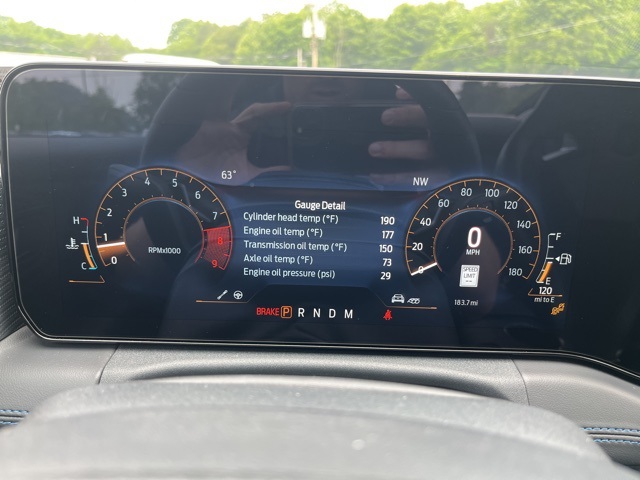 63°
NW
Gauge Detail
Cylinder head temp (°F) 190
Engine oil temp (°F) 177
Transmission oil temp (°F) 150
Axle oil temp (°F) 73
Engine oil pressure (psi) 29
H
C
0 1 2 3 4 5 6 7 8 9
RPMx1000
0 20 40 60 80 100 120 140 160 180
0
MPH
SPEED
LIMIT
--
183.7 mi
F
E
120
mi to E
BRAKE P R N D M